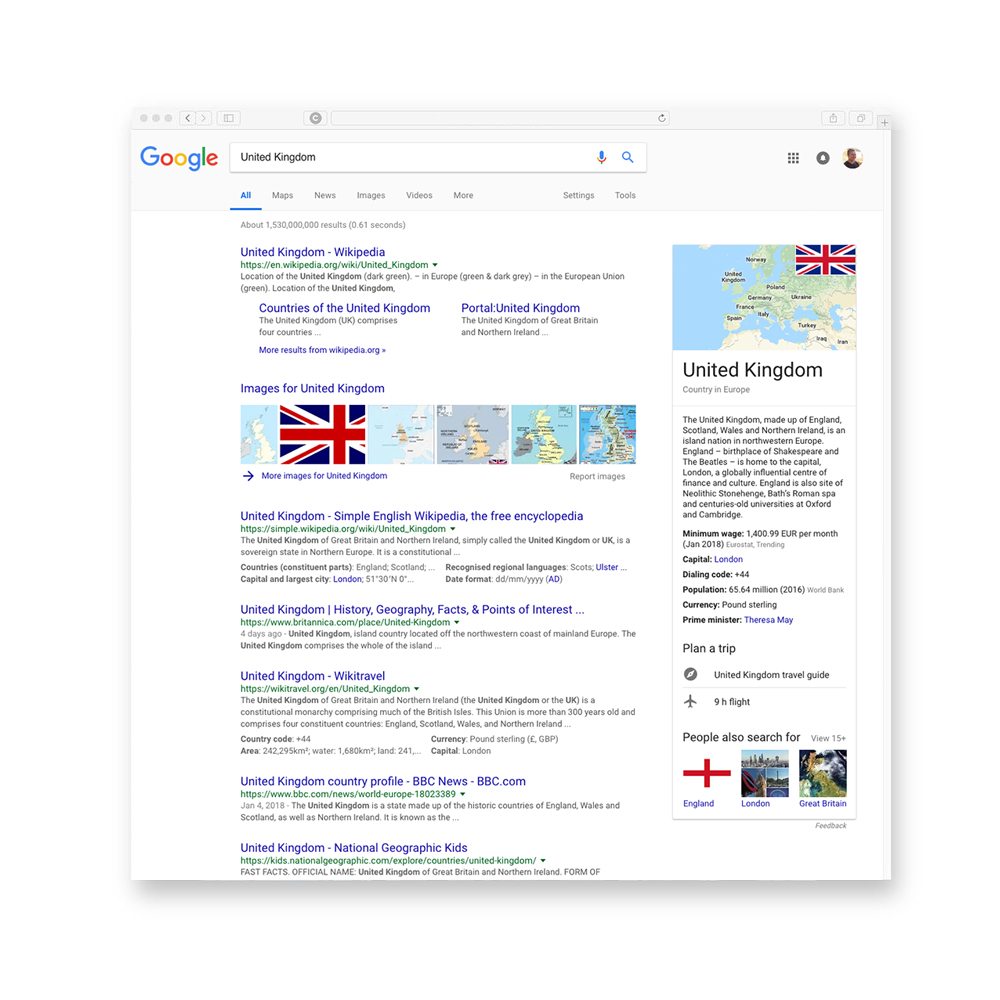 Google
United Kingdom
All Maps News Images Videos More Settings Tools
About 1,530,000,000 results (0.61 seconds)
United Kingdom - Wikipedia
https://en.wikipedia.org/wiki/United_Kingdom
Location of the United Kingdom (dark green). – in Europe (green & dark grey) – in the European Union
(green). Location of the United Kingdom,
Countries of the United Kingdom
The United Kingdom (UK) comprises
four countries ...
Portal:United Kingdom
The United Kingdom of Great Britain
and Northern Ireland ...
More results from wikipedia.org »
Images for United Kingdom
More images for United Kingdom
Report images
United Kingdom - Simple English Wikipedia, the free encyclopedia
https://simple.wikipedia.org/wiki/United_Kingdom
The United Kingdom of Great Britain and Northern Ireland, simply called the United Kingdom or UK, is a
sovereign state in Northern Europe. It is a constitutional ...
Countries (constituent parts): England; Scotland; ...
Recognised regional languages: Scots; Ulster ...
Capital and largest city: London; 51°30′N 0°...
Date format: dd/mm/yyyy (AD)
United Kingdom | History, Geography, Facts, & Points of Interest ...
https://www.britannica.com/place/United-Kingdom
4 days ago - United Kingdom, island country located off the northwestern coast of mainland Europe. The
United Kingdom comprises the whole of the island ...
United Kingdom - Wikitravel
https://wikitravel.org/en/United_Kingdom
The United Kingdom of Great Britain and Northern Ireland (the United Kingdom or the UK) is a
constitutional monarchy comprising much of the British Isles. This Union is more than 300 years old and
comprises four constituent countries: England, Scotland, Wales, and Northern Ireland ...
Country code: +44
Currency: Pound sterling (£, GBP)
Area: 242,295km²; water: 1,680km²; land: 241,...
Capital: London
United Kingdom country profile - BBC News - BBC.com
https://www.bbc.com/news/world-europe-18023389
Jan 4, 2018 - The United Kingdom is a state made up of the historic countries of England, Wales and
Scotland, as well as Northern Ireland. It is known as the ...
United Kingdom - National Geographic Kids
https://kids.nationalgeographic.com/explore/countries/united-kingdom/
FAST FACTS. OFFICIAL NAME: United Kingdom of Great Britain and Northern Ireland. FORM OF
Norway
United
Kingdom
Poland
Germany
Ukraine
France
Italy
Spain
Turkey
Iraq
Iran
United Kingdom
Country in Europe
The United Kingdom, made up of England,
Scotland, Wales and Northern Ireland, is an
island nation in northwestern Europe.
England – birthplace of Shakespeare and
The Beatles – is home to the capital,
London, a globally influential centre of
finance and culture. England is also site of
Neolithic Stonehenge, Bath's Roman spa
and centuries-old universities at Oxford
and Cambridge.
Minimum wage: 1,400.99 EUR per month
(Jan 2018) Eurostat, Trending
Capital: London
Dialing code: +44
Population: 65.64 million (2016) World Bank
Currency: Pound sterling
Prime minister: Theresa May
Plan a trip
United Kingdom travel guide
9 h flight
People also search for View 15+
England
London
Great Britain
Feedback